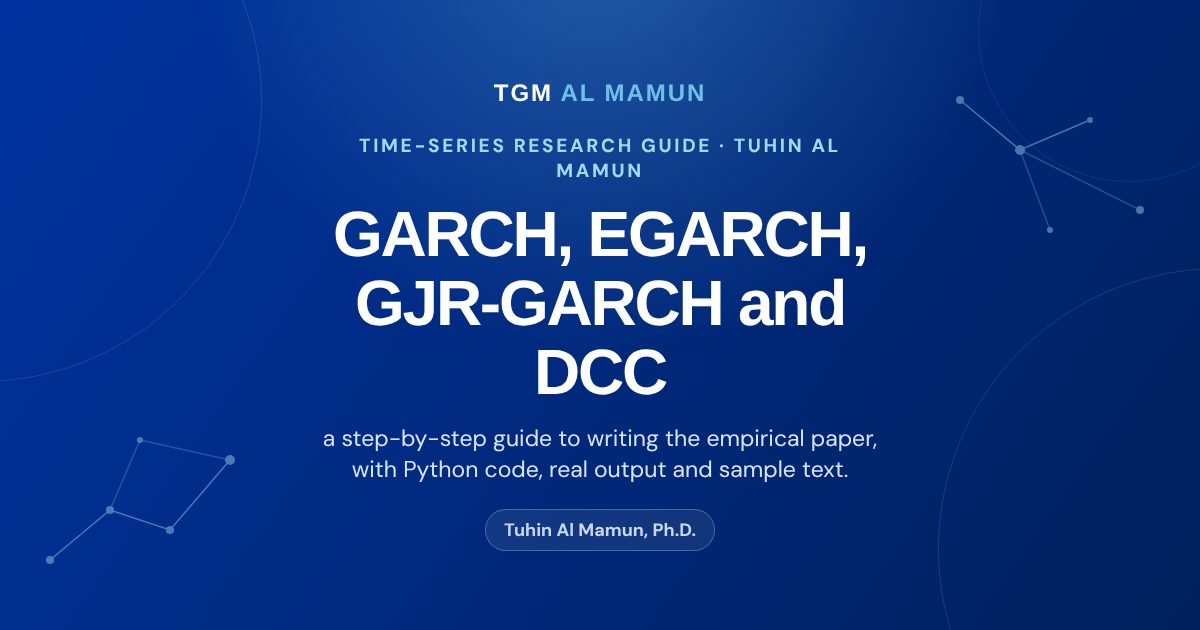 TGM AL MAMUN
TIME-SERIES RESEARCH GUIDE · TUHIN AL
MAMUN
GARCH, EGARCH,
GJR-GARCH and
DCC
a step-by-step guide to writing the empirical paper,
with Python code, real output and sample text.
Tuhin Al Mamun, Ph.D.